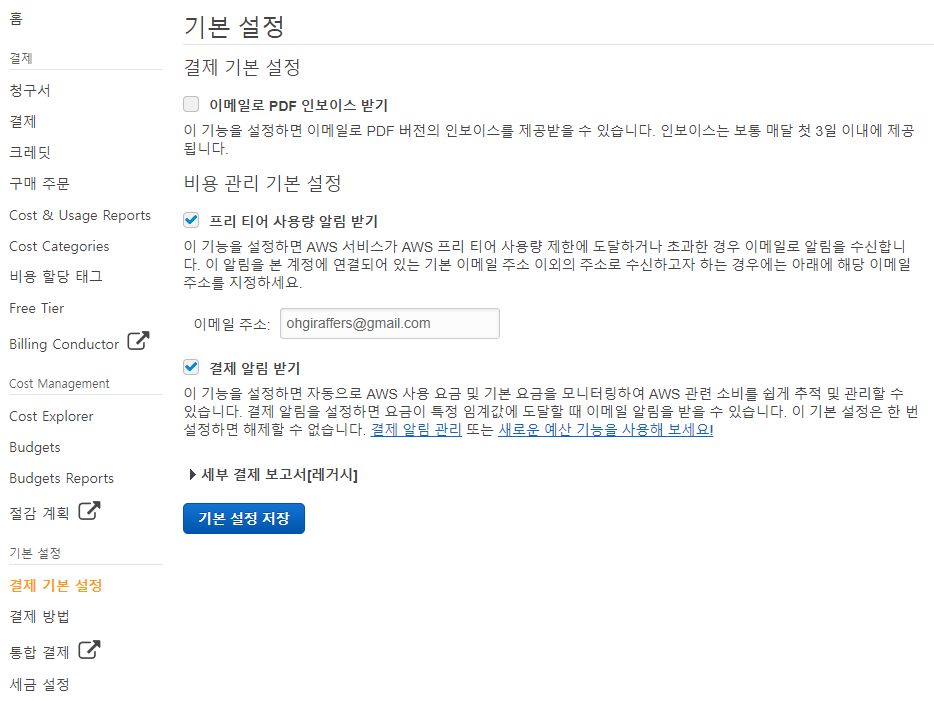 홈
결제
청구서
결제
크레딧
구매 주문
Cost & Usage Reports
Cost Categories
비용 할당 태그
Free Tier
Billing Conductor
Cost Management
Cost Explorer
Budgets
Budgets Reports
절감 계획
기본 설정
결제 기본 설정
결제 방법
통합 결제
세금 설정
기본 설정
결제 기본 설정
이메일로 PDF 인보이스 받기
이 기능을 설정하면 이메일로 PDF 버전의 인보이스를 제공받을 수 있습니다. 인보이스는 보통 매달 첫 3일 이내에 제공
됩니다.
비용 관리 기본 설정
프리 티어 사용량 알림 받기
이 기능을 설정하면 AWS 서비스가 AWS 프리 티어 사용량 제한에 도달하거나 초과한 경우 이메일로 알림을 수신합니
다. 이 알림을 본 계정에 연결되어 있는 기본 이메일 주소 이외의 주소로 수신하고자 하는 경우에는 아래에 해당 이메일
주소를 지정하세요.
이메일 주소: ohgiraffers@gmail.com
결제 알림 받기
이 기능을 설정하면 자동으로 AWS 사용 요금 및 기본 요금을 모니터링하여 AWS 관련 소비를 쉽게 추적 및 관리할 수
있습니다. 결제 알림을 설정하면 요금이 특정 임계값에 도달할 때 이메일 알림을 받을 수 있습니다. 이 기본 설정은 한 번
설정하면 해제할 수 없습니다. 결제 알림 관리 또는 새로운 예산 기능을 사용해 보세요!
세부 결제 보고서[레거시]
기본 설정 저장